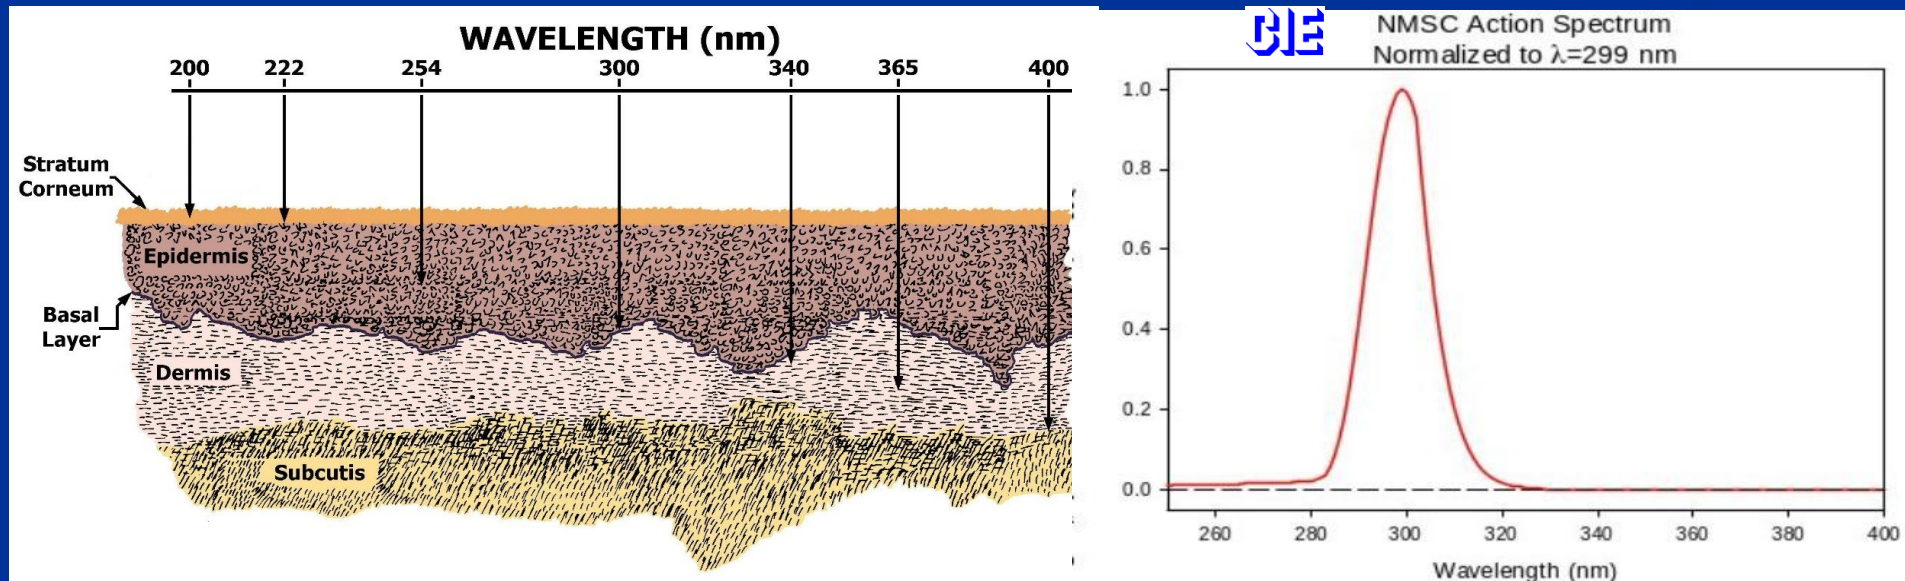 WAVELENGTH (nm)
200 222 254 300 340 365 400
Stratum
Corneum
Epidermis
Basal
Layer
Dermis
Subcutis
CIE
NMSC Action Spectrum
Normalized to λ=299 nm
1.0
0.8
0.6
0.4
0.2
0.0
260 280 300 320 340 360 380 400
Wavelength (nm)